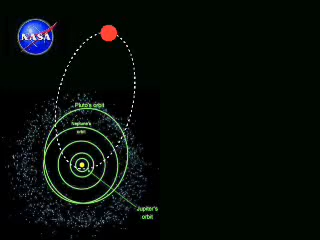 NASA
Pluto's orbit
Neptune's
orbit
Jupiter's
orbit